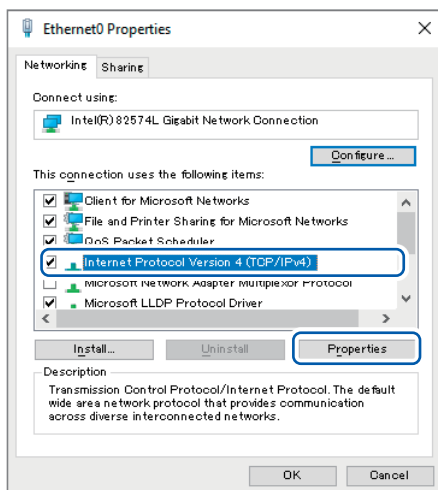 Ethernet0 Properties
Networking
Sharing
Connect using:
Intel(R) 82574L Gigabit Network Connection
Configure...
This connection uses the following items:
Client for Microsoft Networks
File and Printer Sharing for Microsoft Networks
QoS Packet Scheduler
Internet Protocol Version 4 (TCP/IPv4)
Microsoft Network Adapter Multiplexor Protocol
Microsoft LLDP Protocol Driver
Install...
Uninstall
Properties
Description
Transmission Control Protocol/Internet Protocol. The default
wide area network protocol that provides communication
across diverse interconnected networks.
OK
Cancel